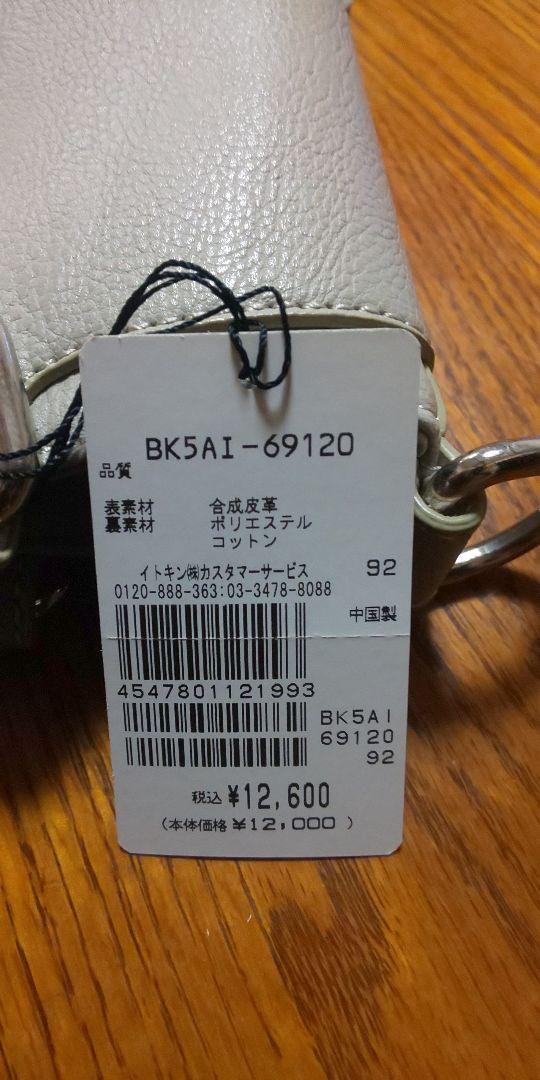 BK5AI-69120
品質
表素材 合成皮革
裏素材 ポリエステル
コットン
イトキン㈱カスタマーサービス 92
0120-888-363:03-3478-8088
中国製
4547801121993
BK5AI
69120
92
税込 ¥12,600
(本体価格 ¥12,000 )